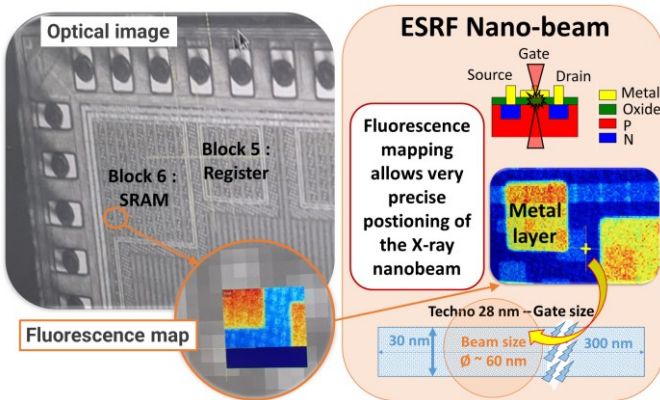 Optical image
Block 5 :
Register
Block 6 :
SRAM
Fluorescence map
ESRF Nano-beam
Gate
Source
Drain
Metal
Oxide
P
N
Fluorescence
mapping
allows very
precise
postioning of
the X-ray
nanobeam
Metal
layer
Techno 28 nm – Gate size
30 nm
Beam size
Ø ~ 60 nm
300 nm